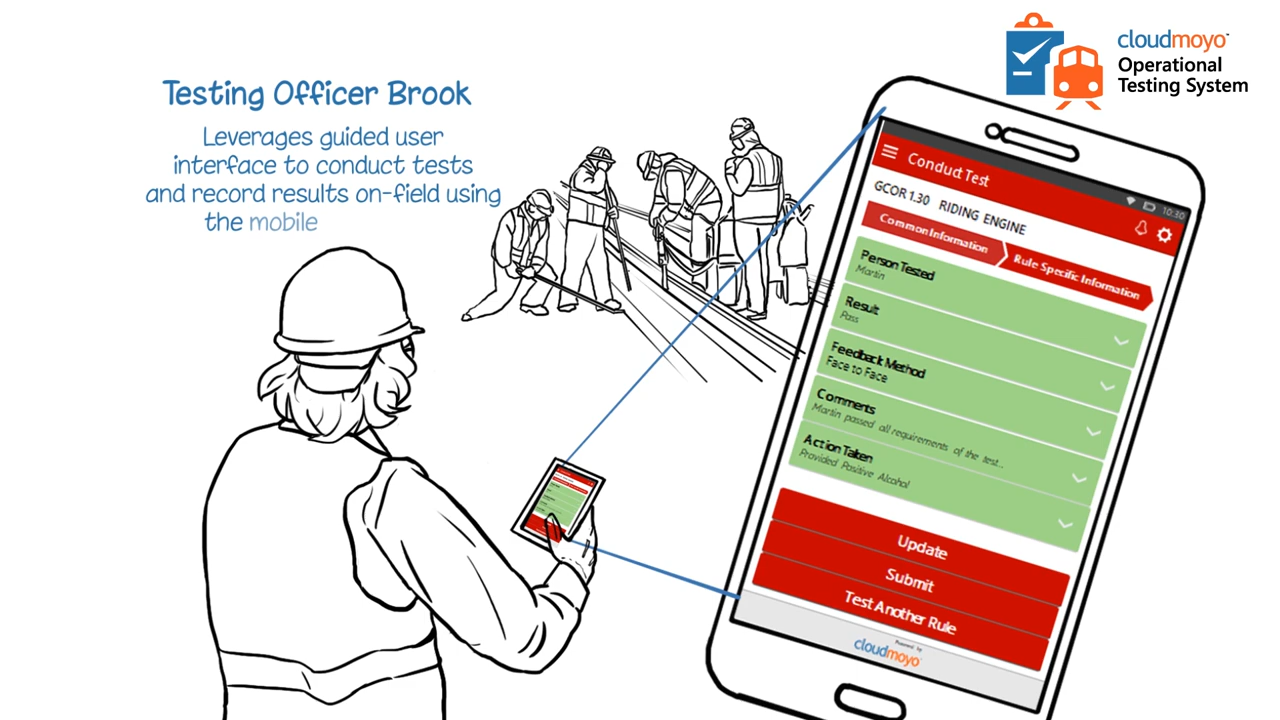 cloudmoyo
Operational
Testing System
Testing Officer Brook
Leverages guided user
interface to conduct tests
and record results on-field using
the mobile
10:30
Conduct Test
GCOR 1.30 RIDING ENGINE
Common Information
Rule Specific Information
Person Tested
Martin
Result
Pass
Feedback Method
Face to Face
Comments
Martin passed all requirements of the test...
Action Taken
Provided Positive Alcohol
Update
Submit
Test Another Rule
Powered by
cloudmoyo